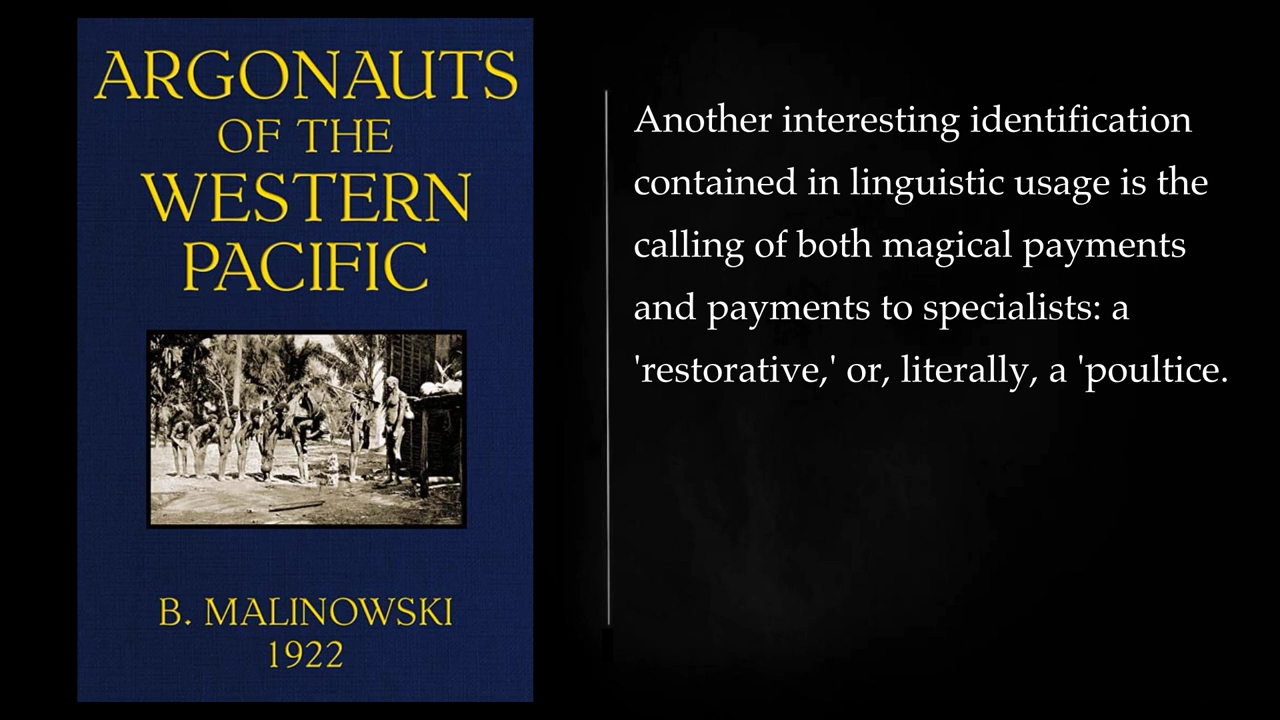 ARGONAUTS
OF THE
WESTERN
PACIFIC
B. MALINOWSKI
1922
Another interesting identification
contained in linguistic usage is the
calling of both magical payments
and payments to specialists: a
'restorative,' or, literally, a 'poultice.